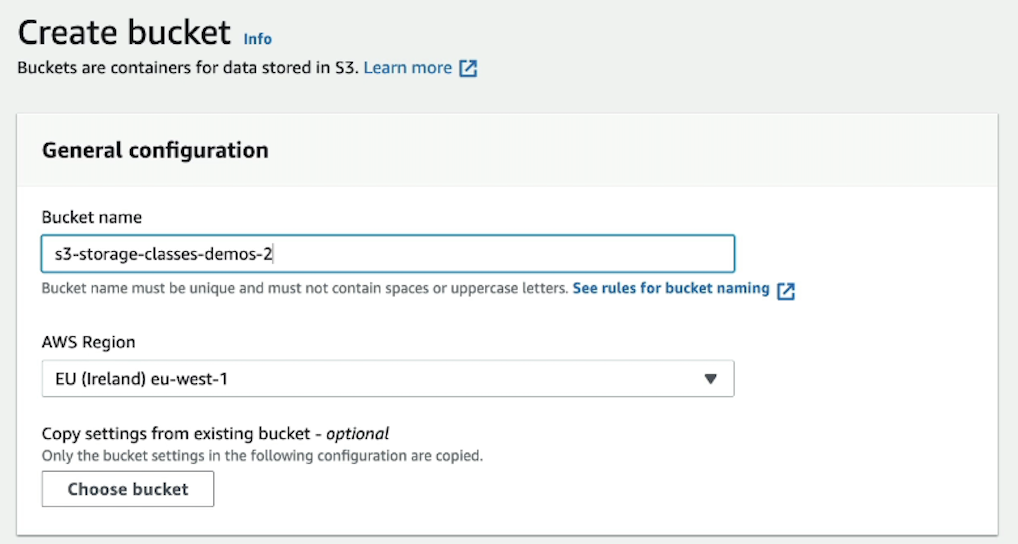 Create bucket Info
Buckets are containers for data stored in S3. Learn more
General configuration
Bucket name
s3-storage-classes-demos-2
Bucket name must be unique and must not contain spaces or uppercase letters. See rules for bucket naming
AWS Region
EU (Ireland) eu-west-1
Copy settings from existing bucket - optional
Only the bucket settings in the following configuration are copied.
Choose bucket